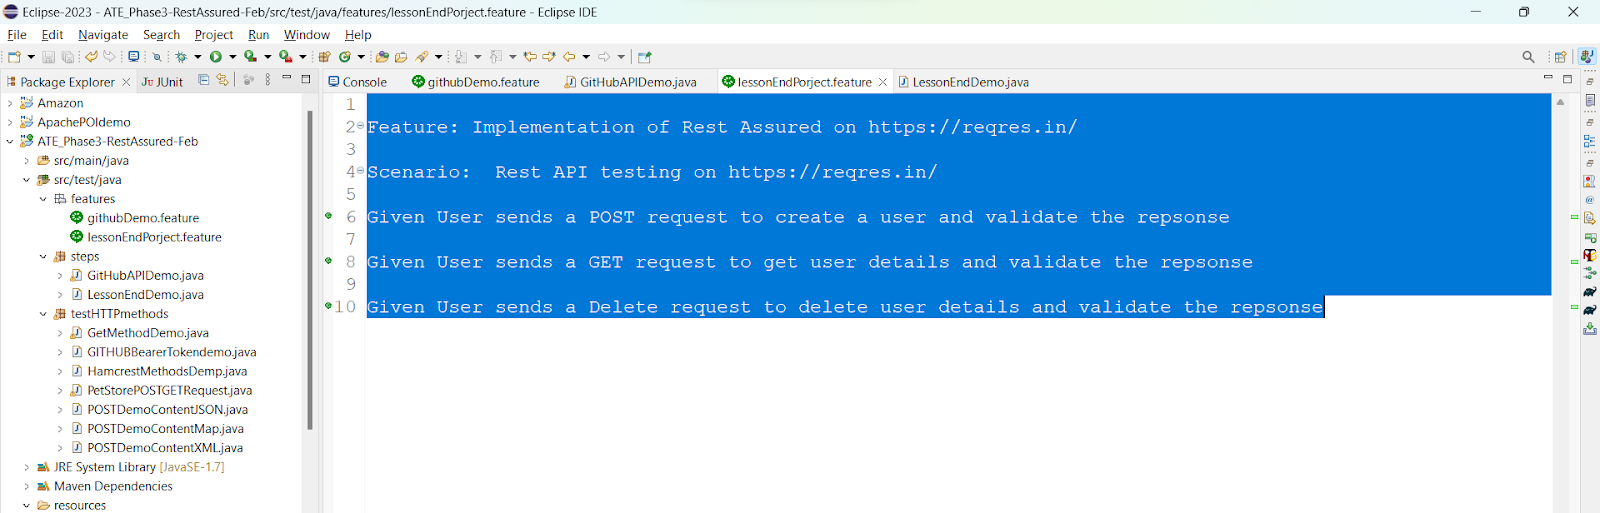 Eclipse-2023 - ATE_Phase3-RestAssured-Feb/src/test/java/features/lessonEndPorject.feature - Eclipse IDE
File Edit Navigate Search Project Run Window Help
Package Explorer JUnit
Console githubDemo.feature GitHubAPIDemo.java lessonEndPorject.feature LessonEndDemo.java
Amazon
ApachePOIdemo
ATE_Phase3-RestAssured-Feb
src/main/java
src/test/java
features
githubDemo.feature
lessonEndPorject.feature
steps
GitHubAPIDemo.java
LessonEndDemo.java
testHTTPmethods
GetMethodDemo.java
GITHUBBearerTokendemo.java
HamcrestMethodsDemp.java
PetStorePOSTGETRequest.java
POSTDemoContentJSON.java
POSTDemoContentMap.java
POSTDemoContentXML.java
JRE System Library [JavaSE-1.7]
Maven Dependencies
resources
1
2 Feature: Implementation of Rest Assured on https://reqres.in/
3
4 Scenario:  Rest API testing on https://reqres.in/
5
6 Given User sends a POST request to create a user and validate the repsonse
7
8 Given User sends a GET request to get user details and validate the repsonse
9
10 Given User sends a Delete request to delete user details and validate the repsonse